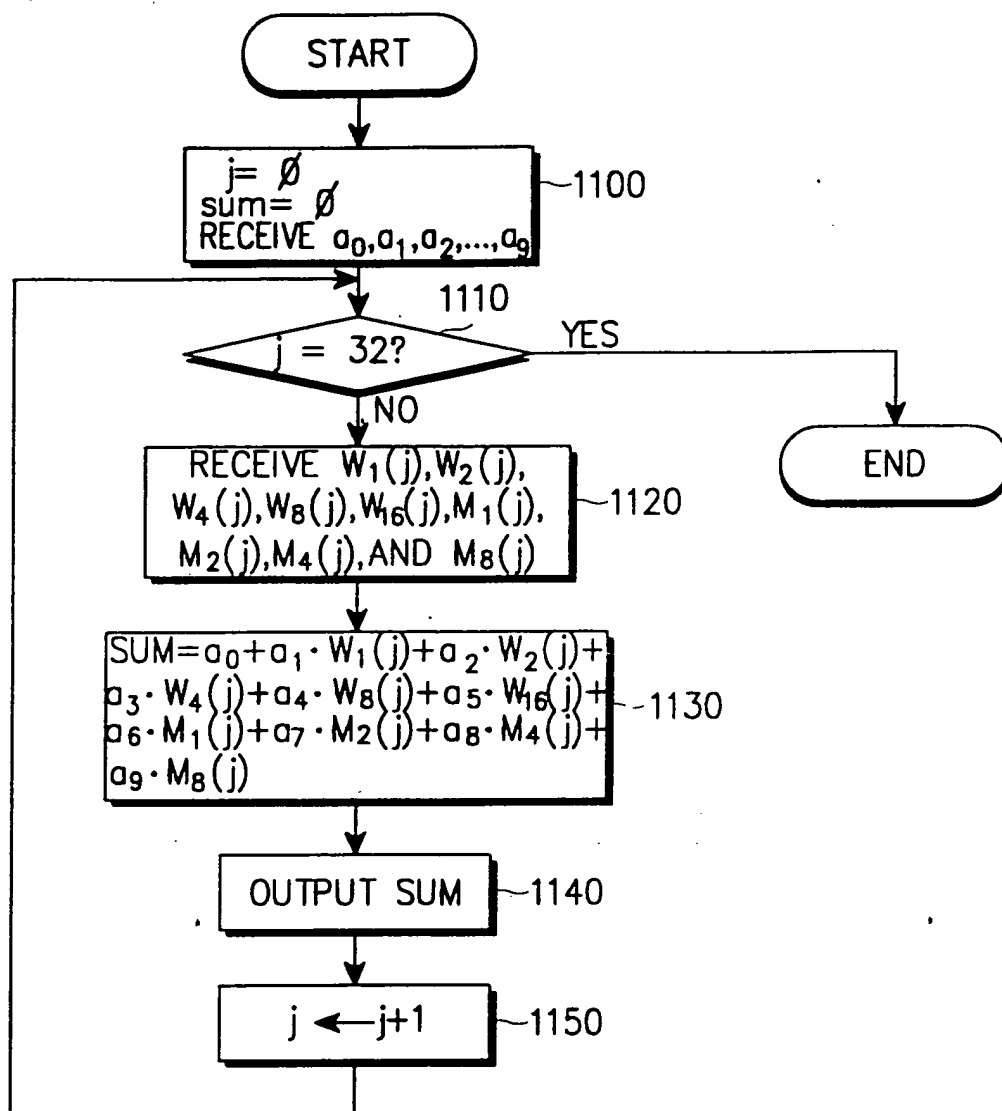 START
j= Ø
sum= Ø
RECEIVE a₀,a₁,a₂,...,a₉
1100
1110
j = 32?
YES
NO
END
RECEIVE W₁(j),W₂(j),
W₄(j),W₈(j),W₁₆(j),M₁(j),
M₂(j),M₄(j),AND M₈(j)
1120
SUM=a₀+a₁·W₁(j)+a₂·W₂(j)+
a₃·W₄(j)+a₄·W₈(j)+a₅·W₁₆(j)+
a₆·M₁(j)+a₇·M₂(j)+a₈·M₄(j)+
a₉·M₈(j)
1130
OUTPUT SUM
1140
j ← j+1
1150